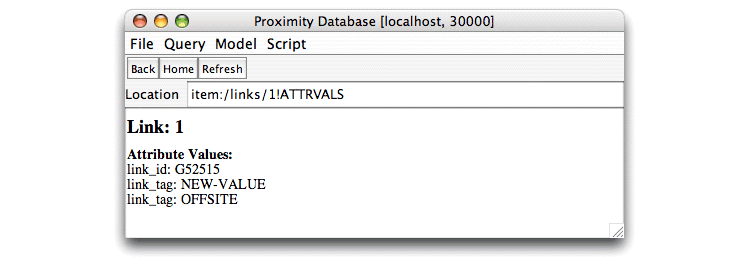 Proximity Database [localhost, 30000]
File Query Model Script
Back Home Refresh
Location item:/links/1!ATTRVALS
Link: 1
Attribute Values:
link_id: G52515
link_tag: NEW-VALUE
link_tag: OFFSITE